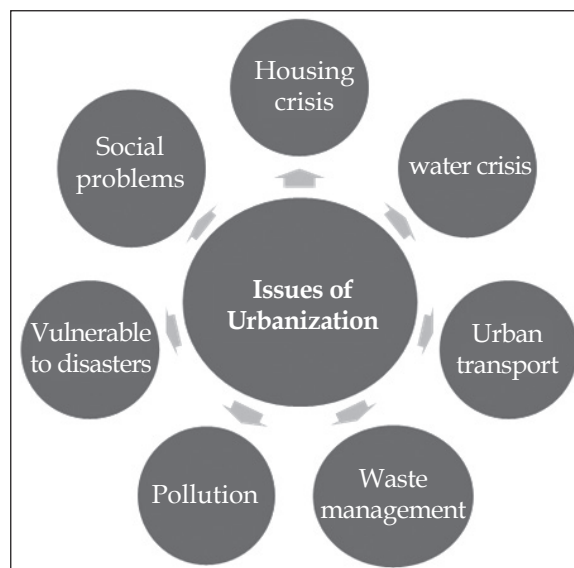 Housing
crisis
Social
problems
water crisis
Issues of
Urbanization
Vulnerable
to disasters
Urban
transport
Pollution
Waste
management